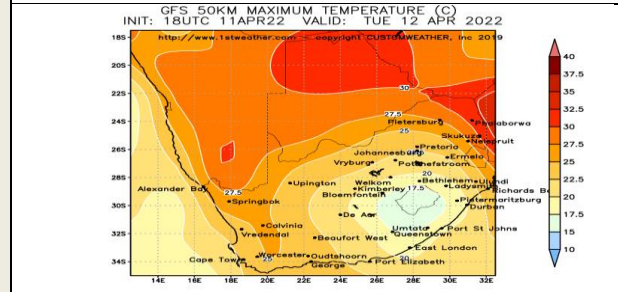 GFS 50KM MAXIMUM TEMPERATURE (C)
INIT: 18UTC 11APR22 VALID: TUE 12 APR 2022
http://www.1stweather.com copyright CUSTOMWEATHER, Inc 2019
18S
20S
22S
24S
26S
28S
30S
32S
34S
30
27.5
25
Pietersburg
Phalaborwa
Skukuza
Nelspruit
Pretoria
Johannesburg
Ermelo
Vryburg
Potchefstroom
20
Welkom
Bethlehem
Ulundi
Alexander Bay
Upington
Kimberley
17.5
Ladysmith
Richards B
27.5
Springbok
Bloemfontein
Pietermaritzburg
Durban
De Aar
Calvinia
Umtata
Port St Johns
Vredendal
Beaufort West
Queenstown
East London
Cape Town
Worcester
25
Oudtshoorn
George
Port Elizabeth
20
14E 16E 18E 20E 22E 24E 26E 28E 30E 32E
40
37.5
35
32.5
30
27.5
25
22.5
20
17.5
15
10